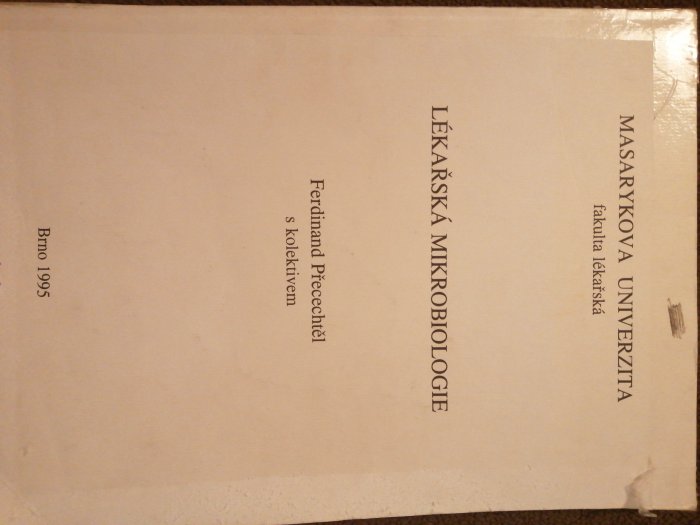 MASARYKOVA UNIVERZITA
fakulta lékařská
LÉKAŘSKÁ MIKROBIOLOGIE
Ferdinand Přecechtěl
s kolektivem
Brno 1995